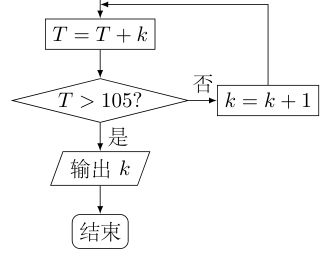 T = T + k
T > 105?
否
k = k + 1
是
输出 k
结束